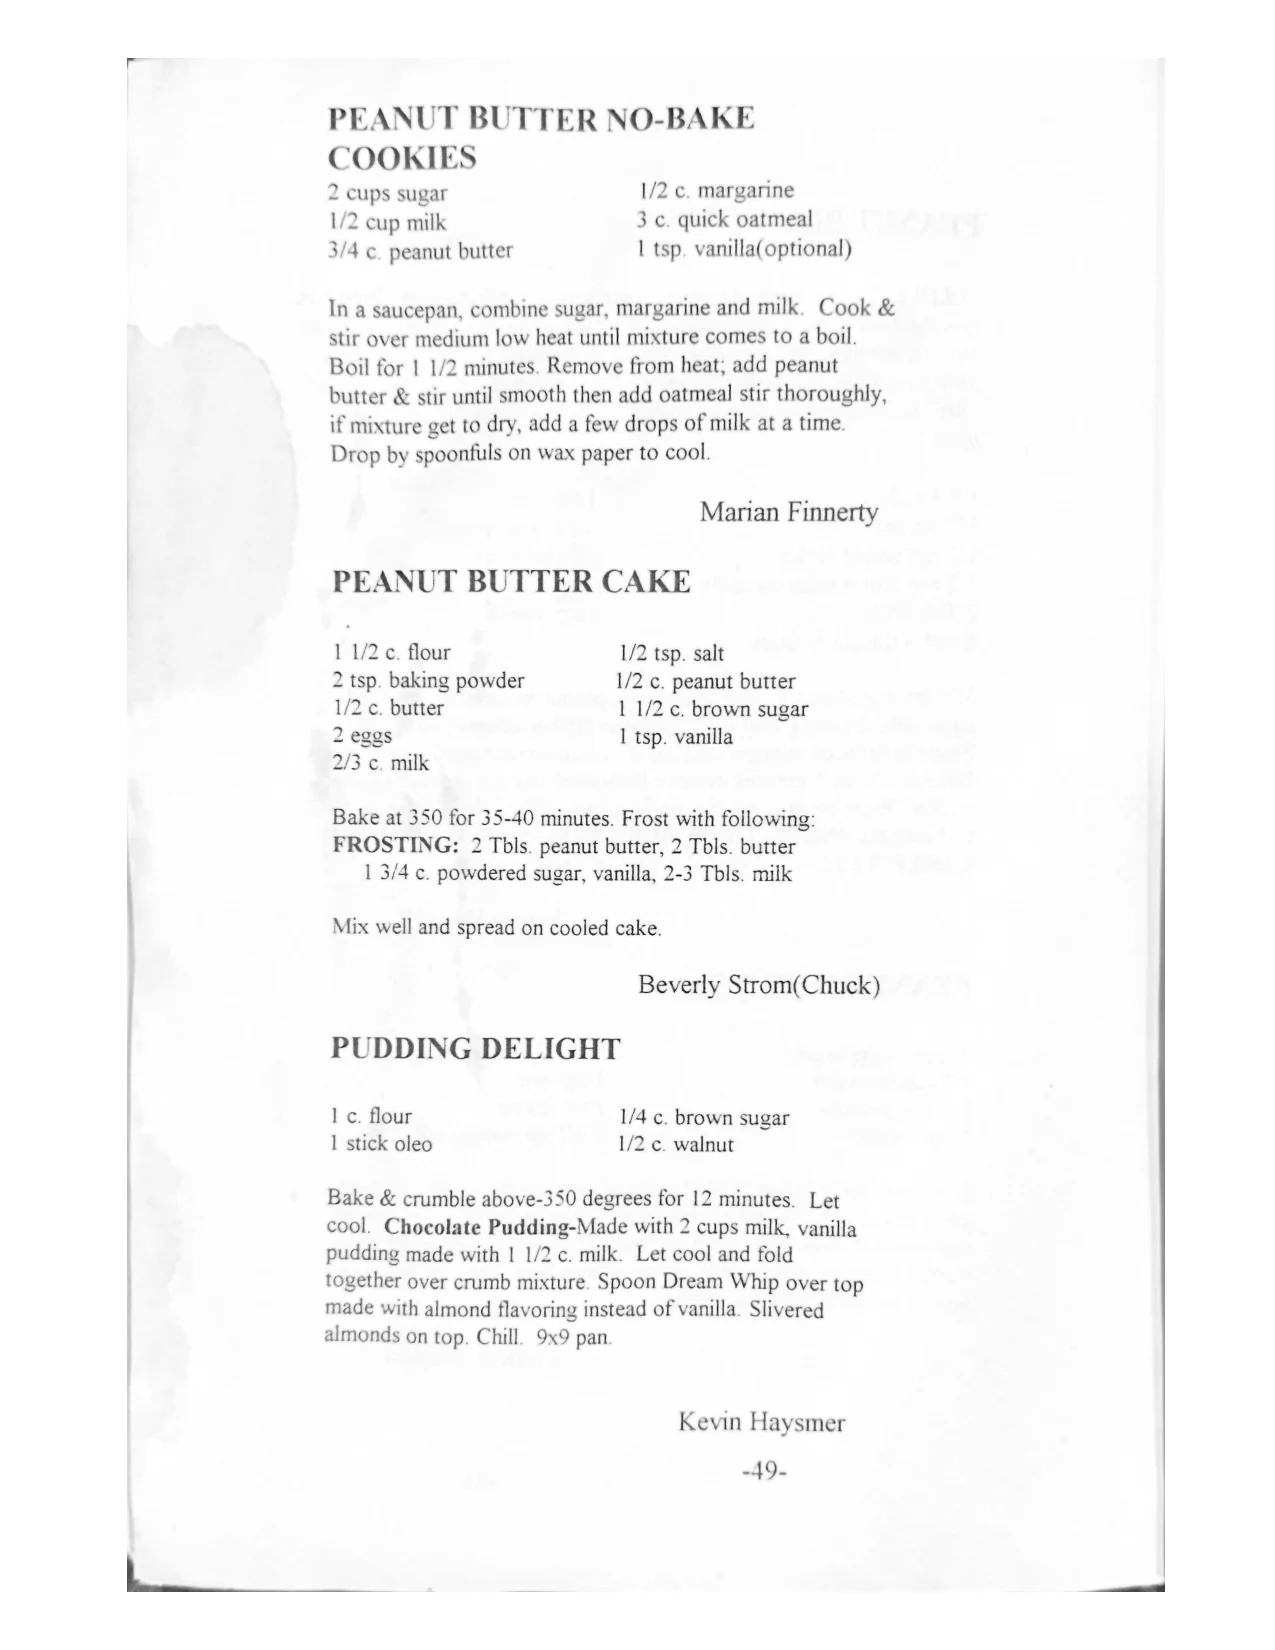 PEANUT BUTTER NO-BAKE
COOKIES
2 cups sugar 1/2 c. margarine
1/2 cup milk 3 c. quick oatmeal
3/4 c. peanut butter 1 tsp. vanilla(optional)
In a saucepan, combine sugar, margarine and milk. Cook &
stir over medium low heat until mixture comes to a boil.
Boil for 1 1/2 minutes. Remove from heat; add peanut
butter & stir until smooth then add oatmeal stir thoroughly,
if mixture get to dry, add a few drops of milk at a time.
Drop by spoonfuls on wax paper to cool.
Marian Finnerty
PEANUT BUTTER CAKE
1 1/2 c. flour 1/2 tsp. salt
2 tsp. baking powder 1/2 c. peanut butter
1/2 c. butter 1 1/2 c. brown sugar
2 eggs 1 tsp. vanilla
2/3 c. milk
Bake at 350 for 35-40 minutes. Frost with following:
FROSTING: 2 Tbls. peanut butter, 2 Tbls. butter
1 3/4 c. powdered sugar, vanilla, 2-3 Tbls. milk
Mix well and spread on cooled cake.
Beverly Strom(Chuck)
PUDDING DELIGHT
1 c. flour 1/4 c. brown sugar
1 stick oleo 1/2 c. walnut
Bake & crumble above-350 degrees for 12 minutes. Let
cool. Chocolate Pudding-Made with 2 cups milk, vanilla
pudding made with 1 1/2 c. milk. Let cool and fold
together over crumb mixture. Spoon Dream Whip over top
made with almond flavoring instead of vanilla. Slivered
almonds on top. Chill. 9x9 pan.
Kevin Haysmer
-49-